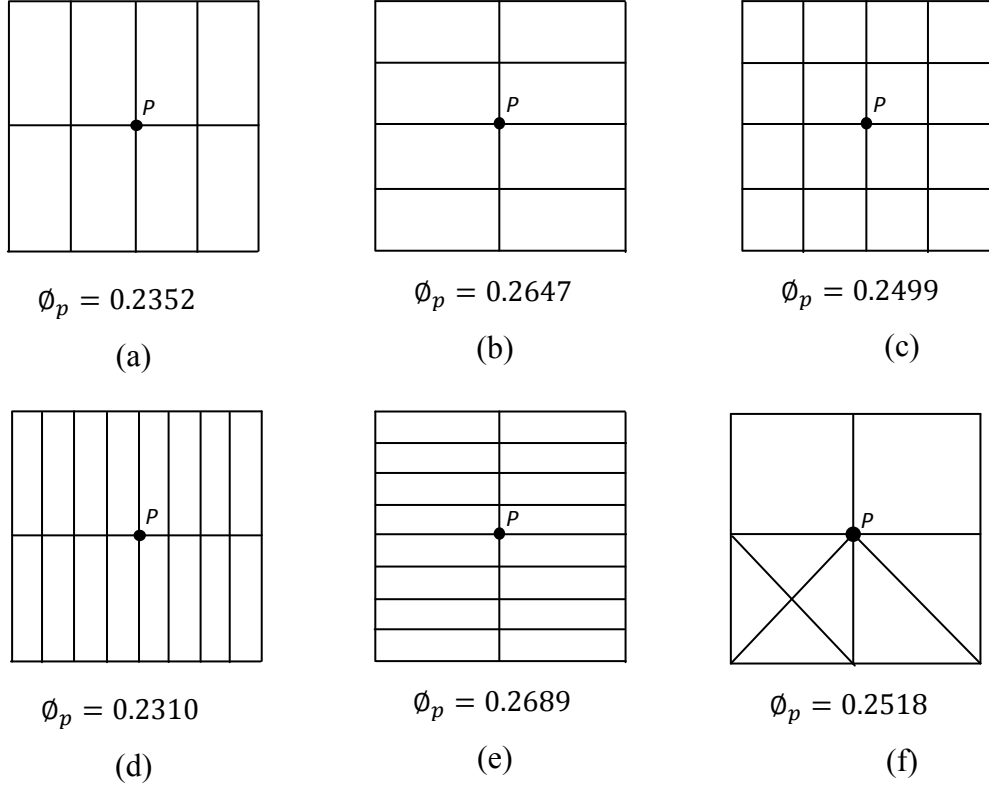 P
P
P
∅ₚ = 0.2352
∅ₚ = 0.2647
∅ₚ = 0.2499
(a)
(b)
(c)
P
P
P
∅ₚ = 0.2310
∅ₚ = 0.2689
∅ₚ = 0.2518
(d)
(e)
(f)